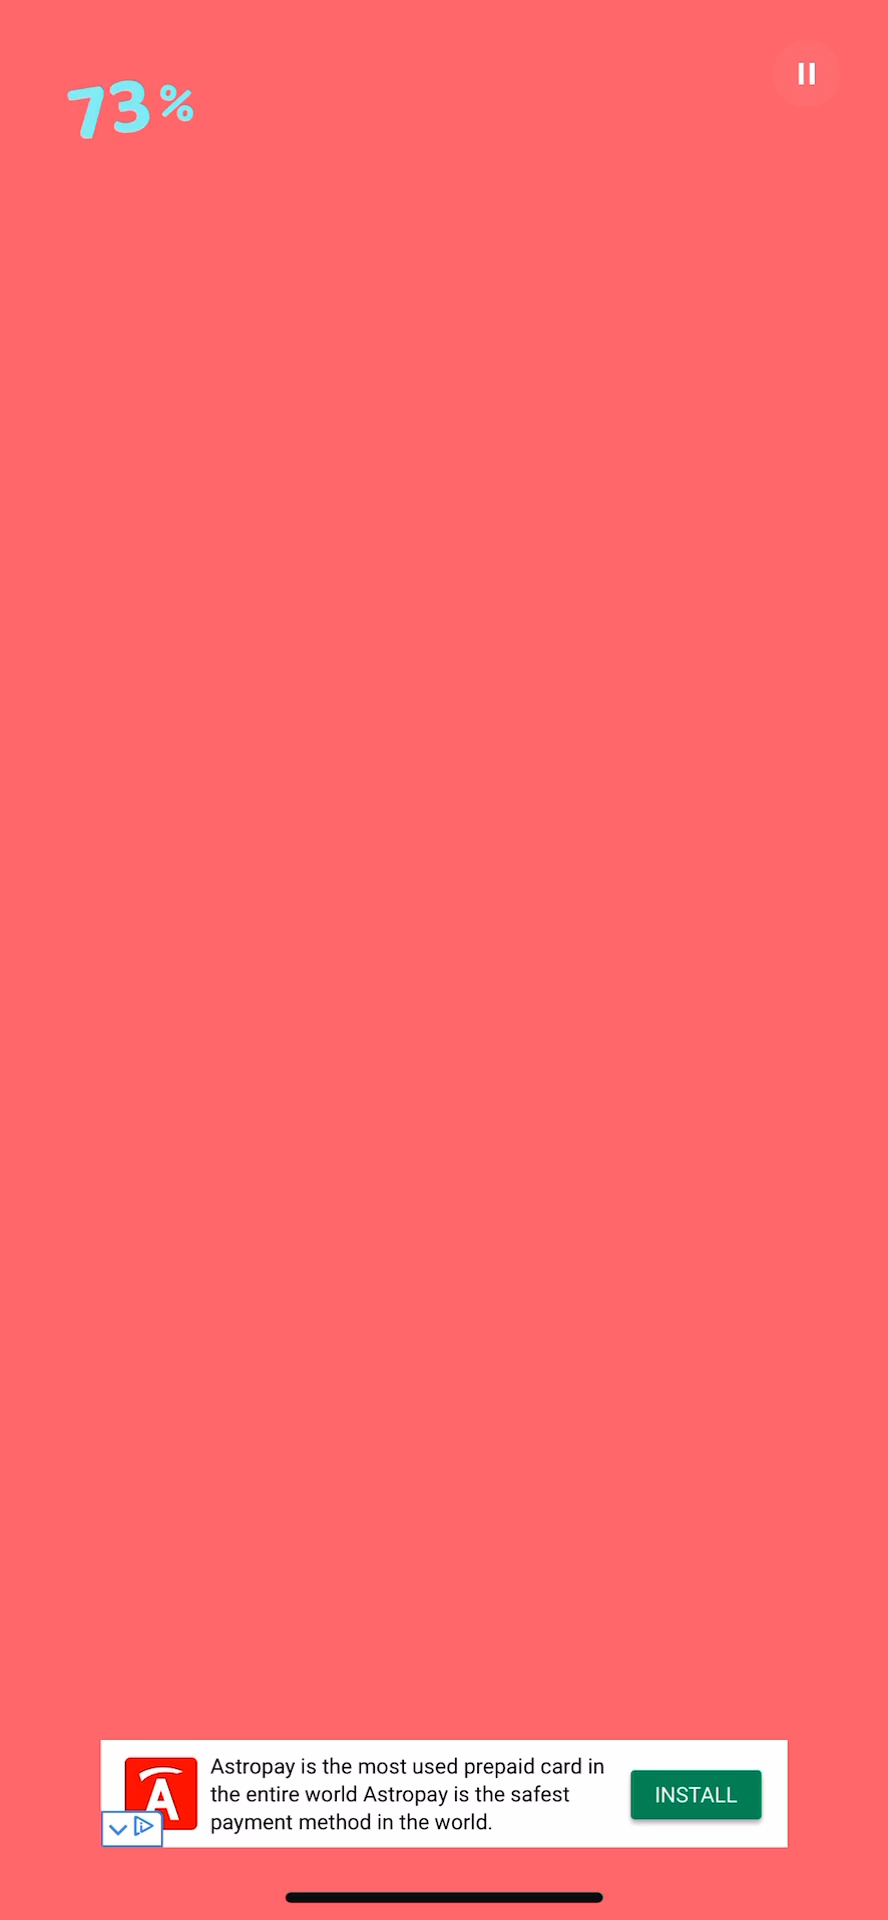 73%
Astropay is the most used prepaid card in
the entire world Astropay is the safest
payment method in the world.
INSTALL